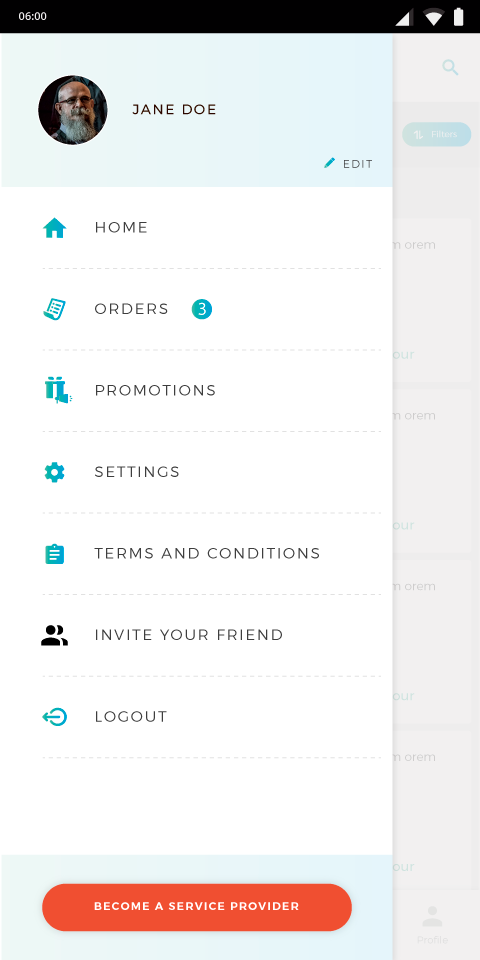 06:00
JANE DOE
EDIT
Filters
HOME
m orem
ORDERS 3
our
PROMOTIONS
m orem
SETTINGS
our
TERMS AND CONDITIONS
m orem
INVITE YOUR FRIEND
our
LOGOUT
m orem
our
BECOME A SERVICE PROVIDER
Profile